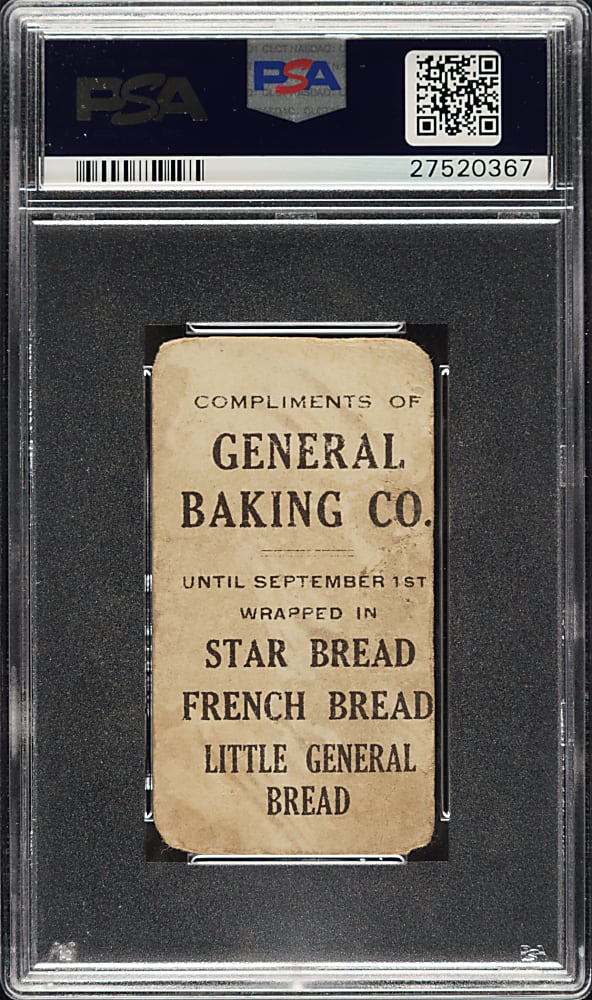 PSA
PSA
27520367
COMPLIMENTS OF
GENERAL
BAKING CO.
UNTIL SEPTEMBER 1ST
WRAPPED IN
STAR BREAD
FRENCH BREAD
LITTLE GENERAL
BREAD